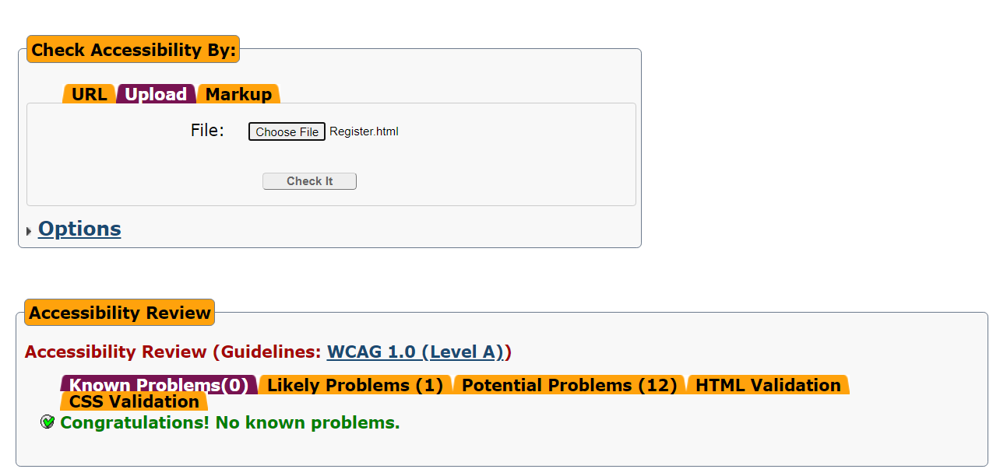 Check Accessibility By:
URL Upload Markup
File: Choose File Register.html
Check It
Options
Accessibility Review
Accessibility Review (Guidelines: WCAG 1.0 (Level A))
Known Problems(0) Likely Problems (1) Potential Problems (12) HTML Validation
CSS Validation
Congratulations! No known problems.